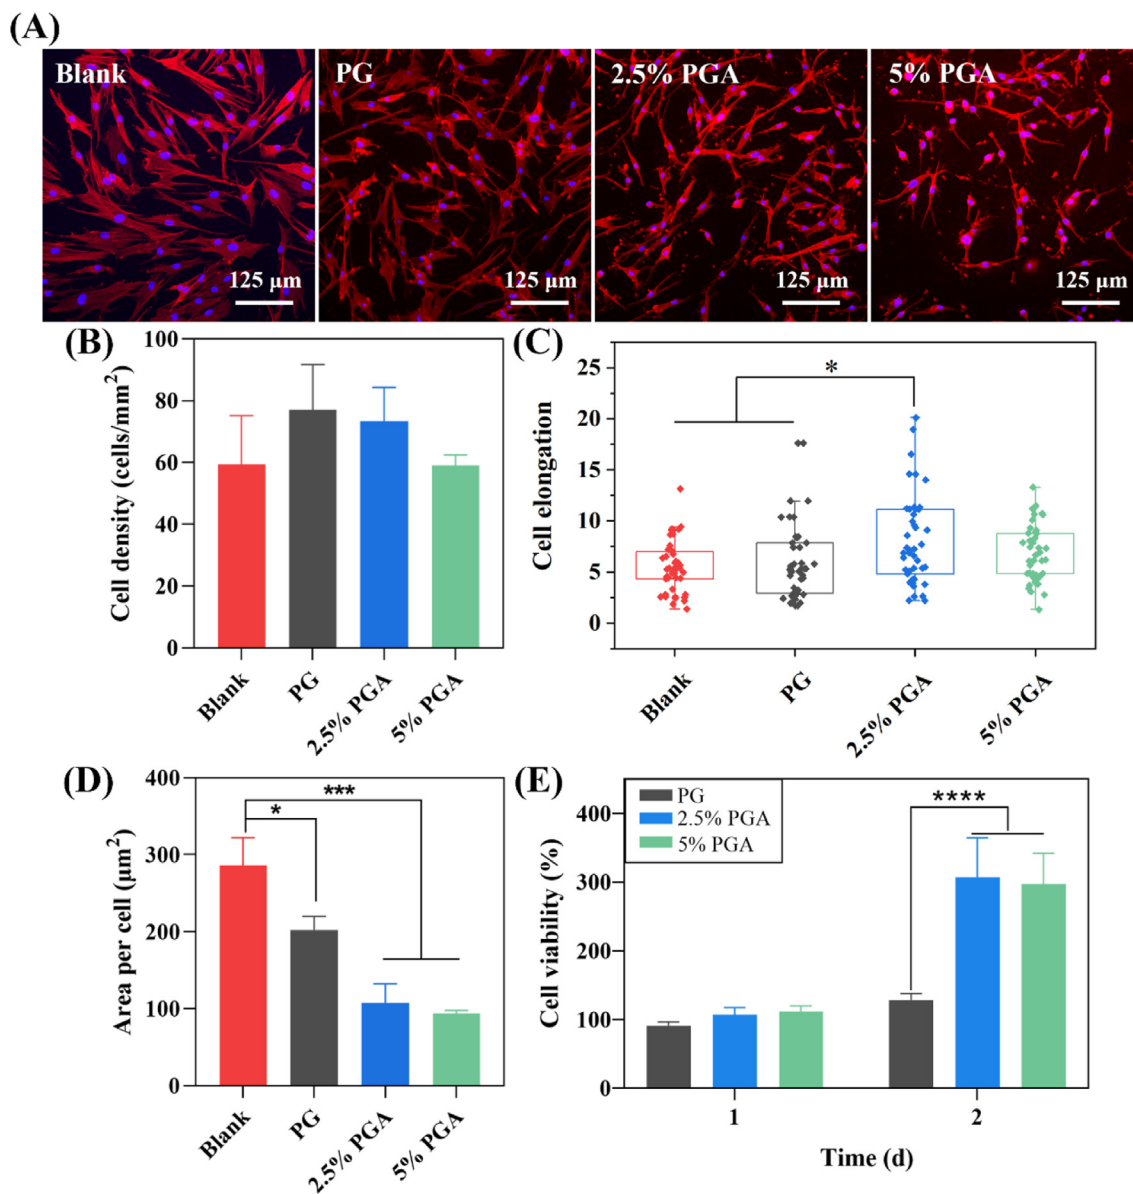 (A)
Blank
PG
2.5% PGA
5% PGA
125 µm
125 µm
125 µm
125 µm
(B)
Cell density (cells/mm²)
100
80
60
40
20
0
Blank
PG
2.5% PGA
5% PGA
(C)
Cell elongation
25
20
15
10
5
0
*
Blank
PG
2.5% PGA
5% PGA
(D)
Area per cell (µm²)
400
300
200
100
0
*
***
Blank
PG
2.5% PGA
5% PGA
(E)
Cell viability (%)
400
300
200
100
0
PG
2.5% PGA
5% PGA
****
1
2
Time (d)